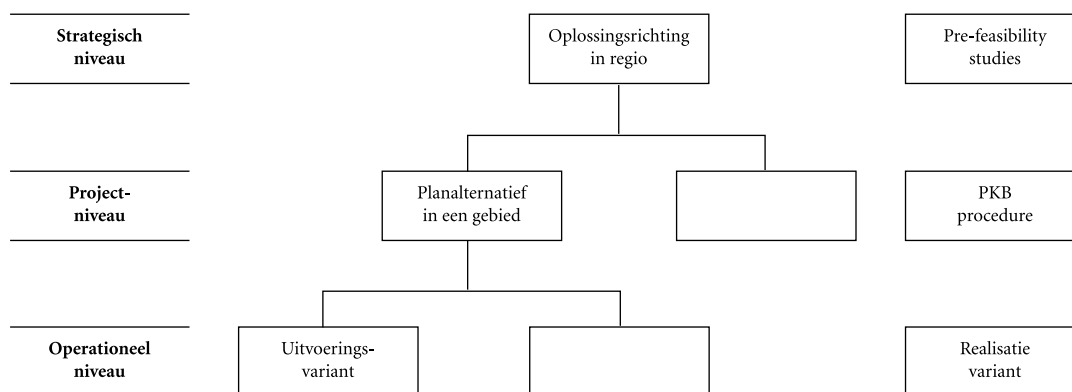 Strategisch
niveau
Oplossingsrichting
in regio
Pre-feasibility
studies
Project-
niveau
Planalternatief
in een gebied
PKB
procedure
Operationeel
niveau
Uitvoerings-
variant
Realisatie
variant